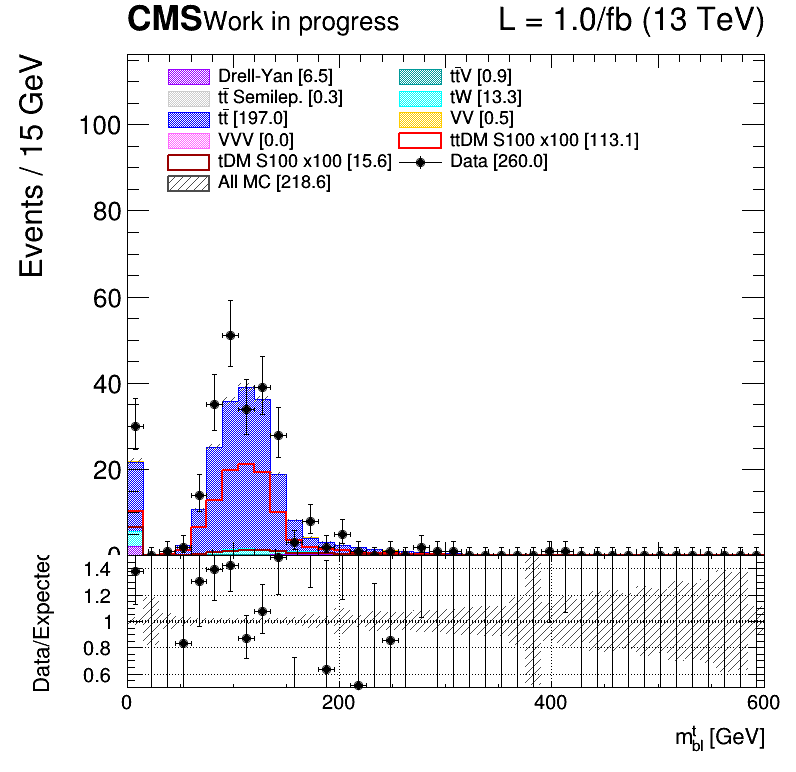 CMS Work in progress L = 1.0/fb (13 TeV)
Drell-Yan [6.5] tt̄V [0.9]
tt̄ Semilep. [0.3] tW [13.3]
tt̄ [197.0] VV [0.5]
VVV [0.0] ttDM S100 x100 [113.1]
tDM S100 x100 [15.6] Data [260.0]
All MC [218.6]
Events / 15 GeV
100
80
60
40
20
0
Data/Expected
1.4
1.2
1
0.8
0.6
0 200 400 600
m^t_bl [GeV]